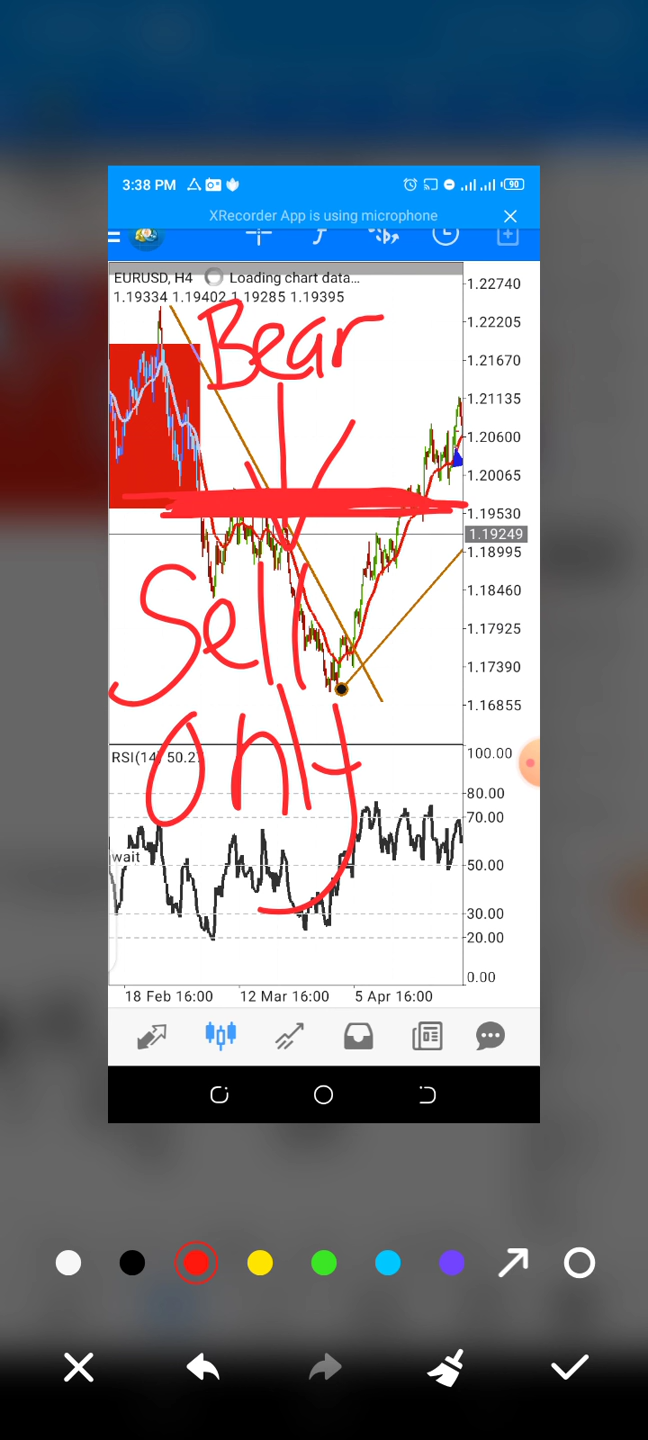 3:38 PM 90
XRecorder App is using microphone
EURUSD, H4 Loading chart data...
1.19334 1.19402 1.19285 1.19395
Bear
Sell
only
1.22740
1.22205
1.21670
1.21135
1.20600
1.20065
1.19530
1.19249
1.18995
1.18460
1.17925
1.17390
1.16855
RSI(14) 50.27
wait
100.00
80.00
70.00
50.00
30.00
20.00
0.00
18 Feb 16:00 12 Mar 16:00 5 Apr 16:00